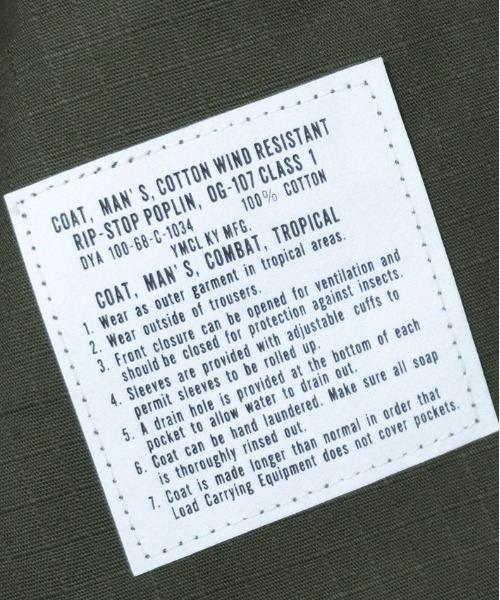 COAT, MAN'S, COTTON WIND RESISTANT
RIP-STOP POPLIN, OG-107 CLASS 1
DYA 100-68-C-1034 100% COTTON
YMCL KY MFG.
COAT, MAN'S, COMBAT, TROPICAL
1. Wear as outer garment in tropical areas.
2. Wear outside of trousers.
3. Front closure can be opened for ventilation and
should be closed for protection against insects.
4. Sleeves are provided with adjustable cuffs to
permit sleeves to be rolled up.
5. A drain hole is provided at the bottom of each
pocket to allow water to drain out.
6. Coat can be hand laundered. Make sure all soap
is thoroughly rinsed out.
7. Coat is made longer than normal in order that
Load Carrying Equipment does not cover pockets.